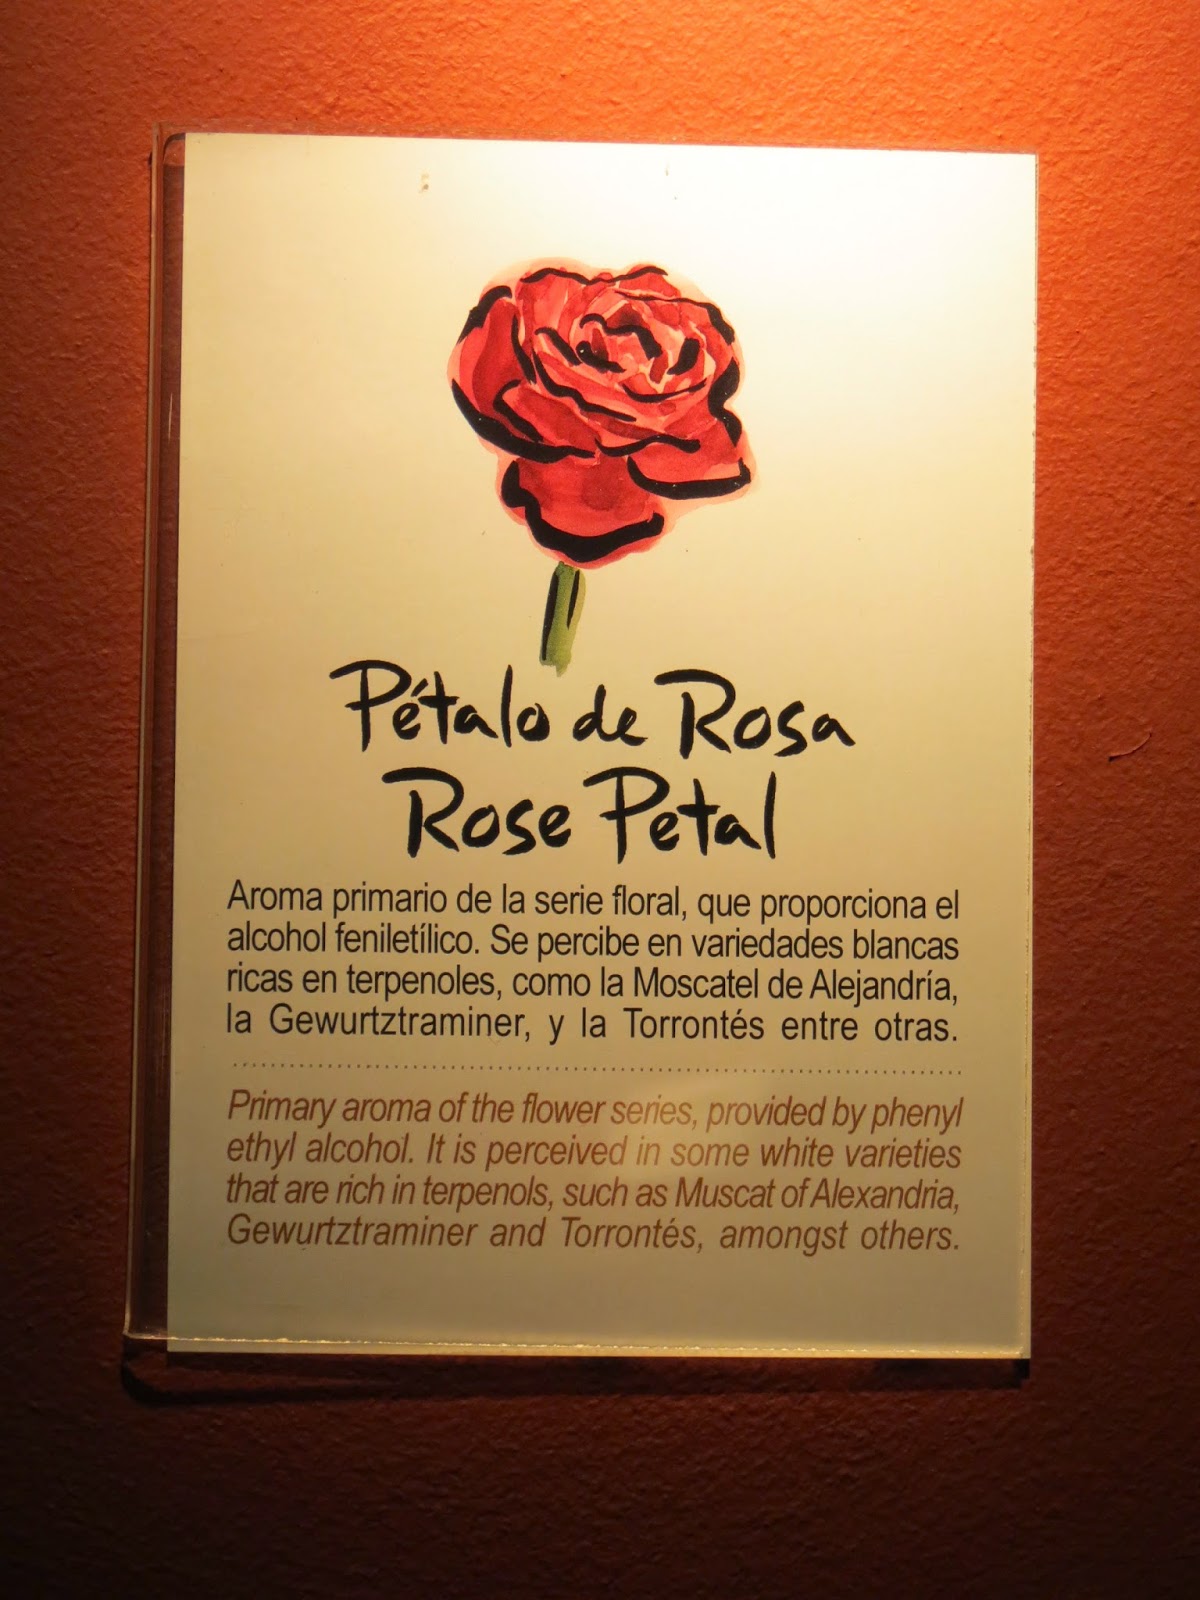 Pétalo de Rosa
Rose Petal
Aroma primario de la serie floral, que proporciona el
alcohol feniletílico. Se percibe en variedades blancas
ricas en terpenoles, como la Moscatel de Alejandría,
la Gewurtztraminer, y la Torrontés entre otras.
Primary aroma of the flower series, provided by phenyl
ethyl alcohol. It is perceived in some white varieties
that are rich in terpenols, such as Muscat of Alexandria,
Gewurtztraminer and Torrontés, amongst others.